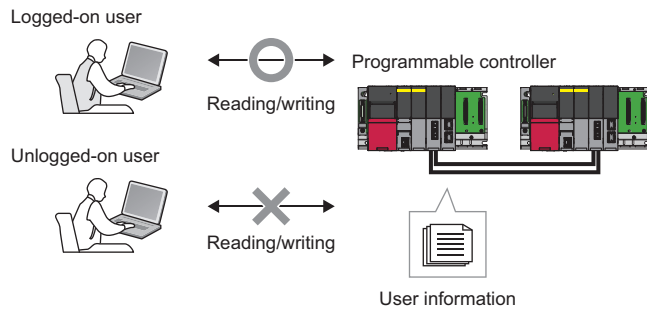 Logged-on user
Programmable controller
Reading/writing
Unlogged-on user
Reading/writing
User information